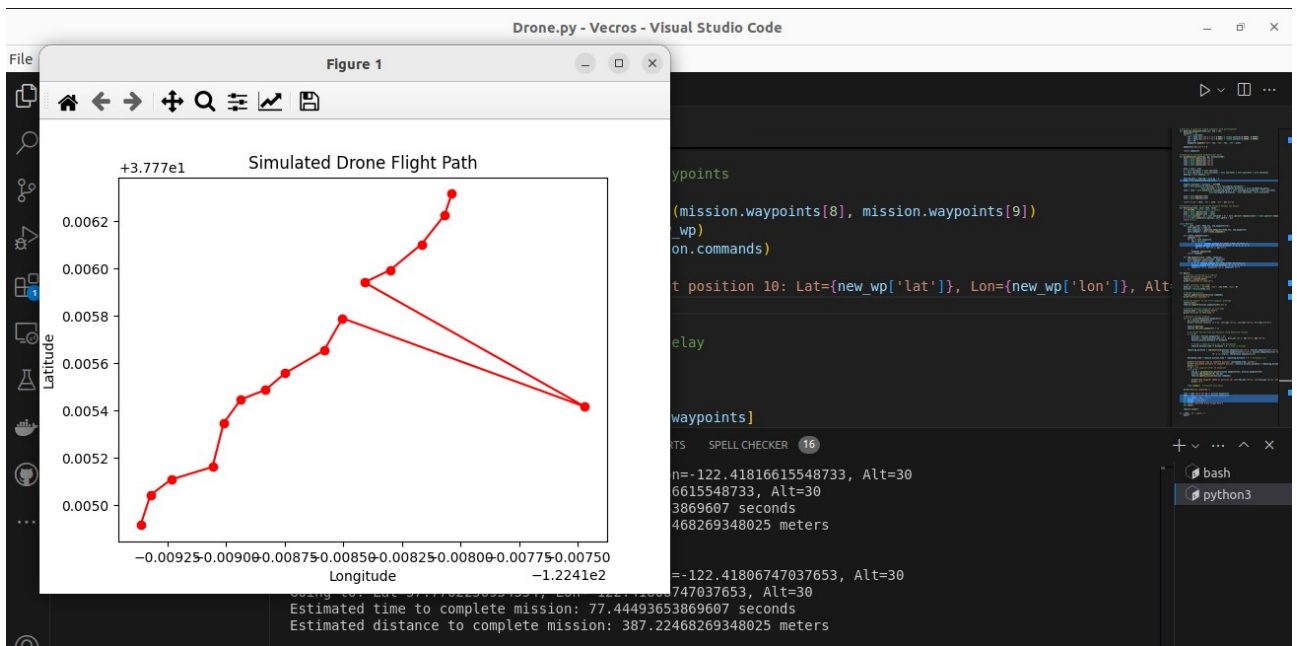 Drone.py - Vecros - Visual Studio Code
File
Figure 1
Simulated Drone Flight Path
+3.777e1
0.0062
0.0060
0.0058
0.0056
0.0054
0.0052
0.0050
Latitude
−0.00925−0.00900−0.00875−0.00850−0.00825−0.00800−0.00775−0.00750
Longitude
−1.2241e2
ypoints
(mission.waypoints[8], mission.waypoints[9])
_wp)
on.commands)
t position 10: Lat={new_wp['lat']}, Lon={new_wp['lon']}, Alt=
elay
waypoints]
RTS SPELL CHECKER 16
n=-122.41816615548733, Alt=30
6615548733, Alt=30
3869607 seconds
468269348025 meters
=-122.41806747037653, Alt=30
747037653, Alt=30
Estimated time to complete mission: 77.44493653869607 seconds
Estimated distance to complete mission: 387.22468269348025 meters
bash
python3
1